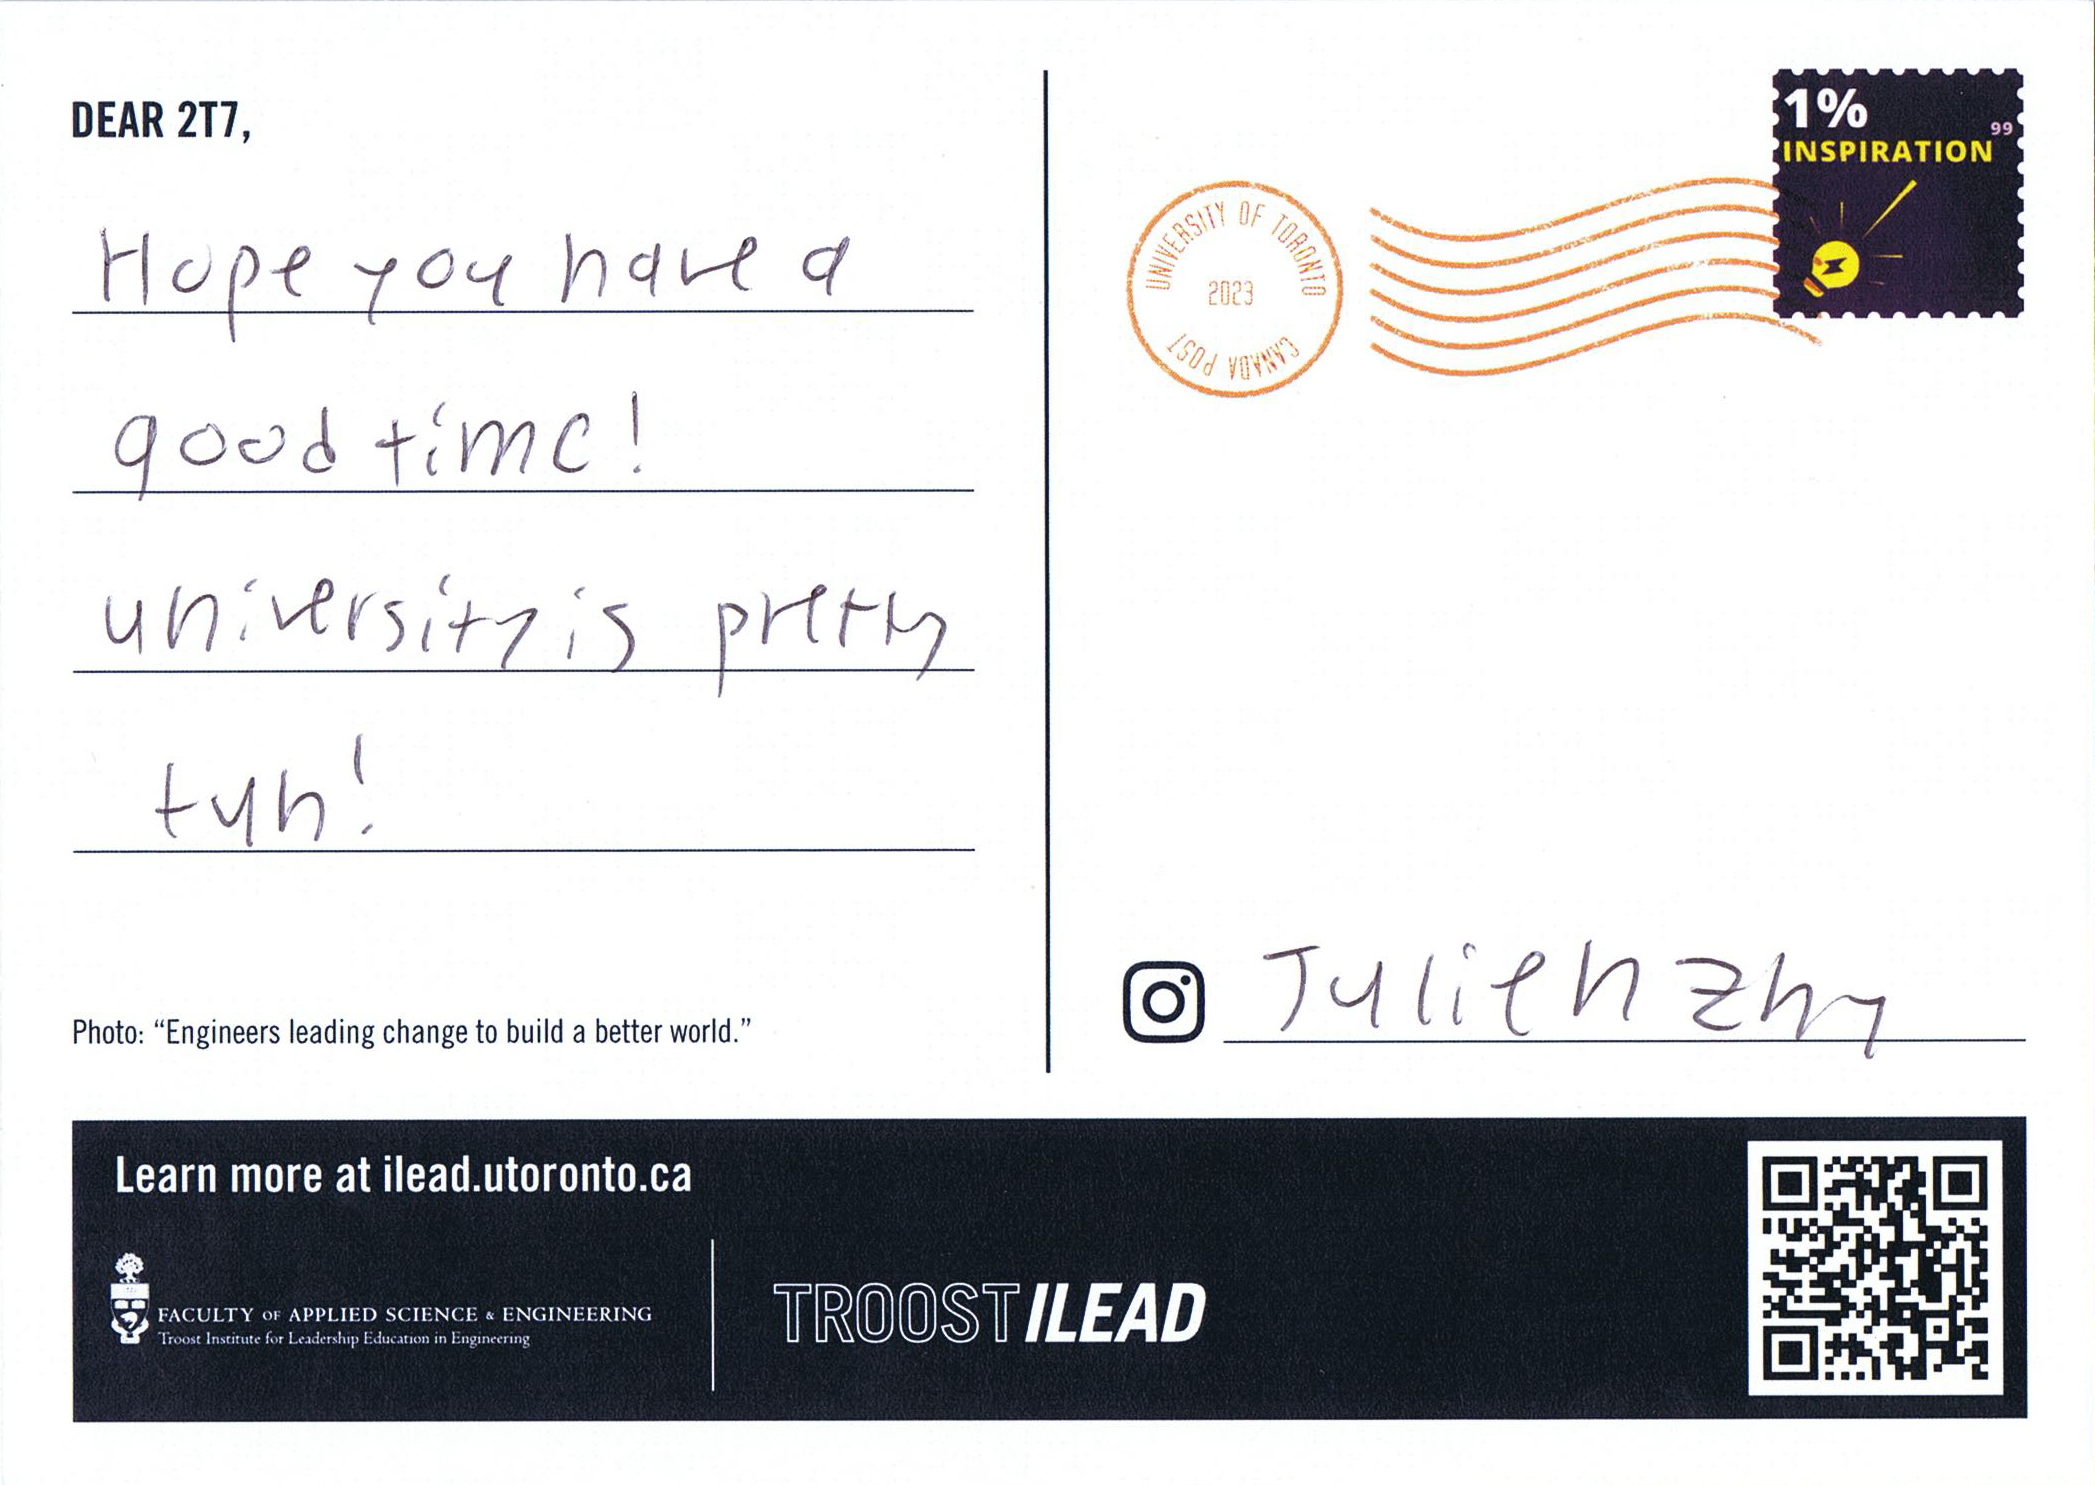 DEAR 2T7,
Hope you have a
good time!
university is pretty
fun!
Photo: “Engineers leading change to build a better world.”
1%
99
INSPIRATION
UNIVERSITY OF TORONTO
2023
CANADA POST
Julienzhy
Learn more at ilead.utoronto.ca
FACULTY OF APPLIED SCIENCE & ENGINEERING
Troost Institute for Leadership Education in Engineering
TROOST ILEAD